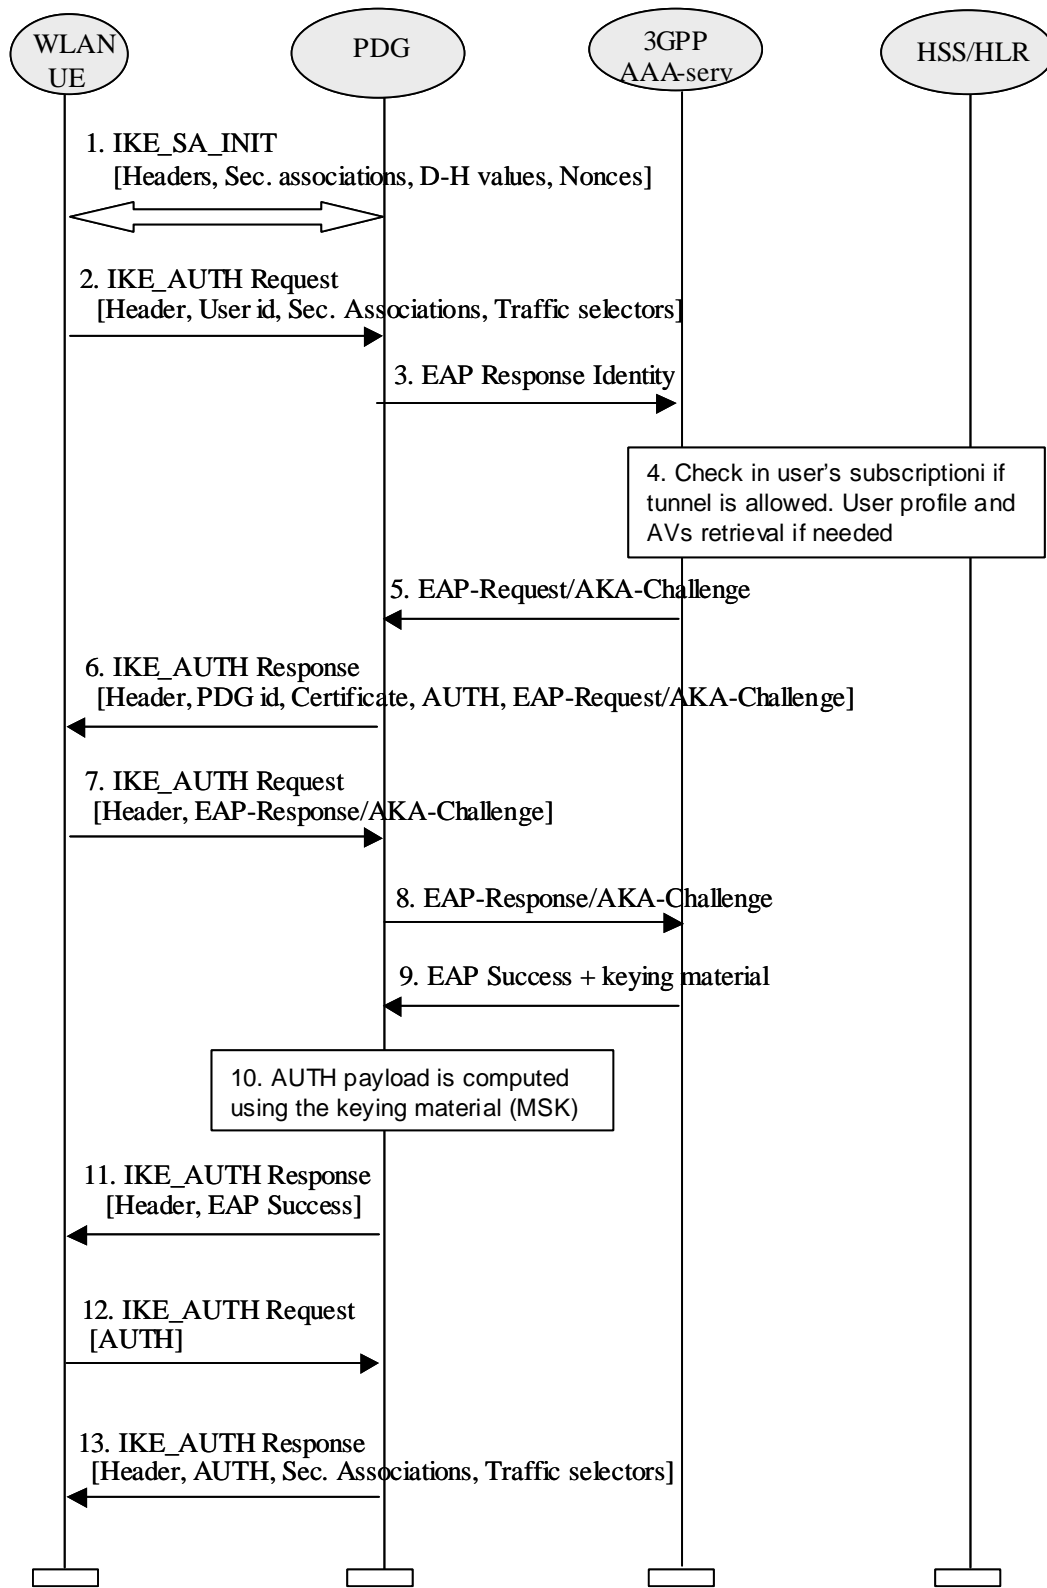 WLAN
UE
PDG
3GPP
AAA-serv
HSS/HLR
1. IKE_SA_INIT
[Headers, Sec. associations, D-H values, Nonces]
2. IKE_AUTH Request
[Header, User id, Sec. Associations, Traffic selectors]
3. EAP Response Identity
4. Check in user's subscriptioni if
tunnel is allowed. User profile and
AVs retrieval if needed
5. EAP-Request/AKA-Challenge
6. IKE_AUTH Response
[Header, PDG id, Certificate, AUTH, EAP-Request/AKA-Challenge]
7. IKE_AUTH Request
[Header, EAP-Response/AKA-Challenge]
8. EAP-Response/AKA-Challenge
9. EAP Success + keying material
10. AUTH payload is computed
using the keying material (MSK)
11. IKE_AUTH Response
[Header, EAP Success]
12. IKE_AUTH Request
[AUTH]
13. IKE_AUTH Response
[Header, AUTH, Sec. Associations, Traffic selectors]